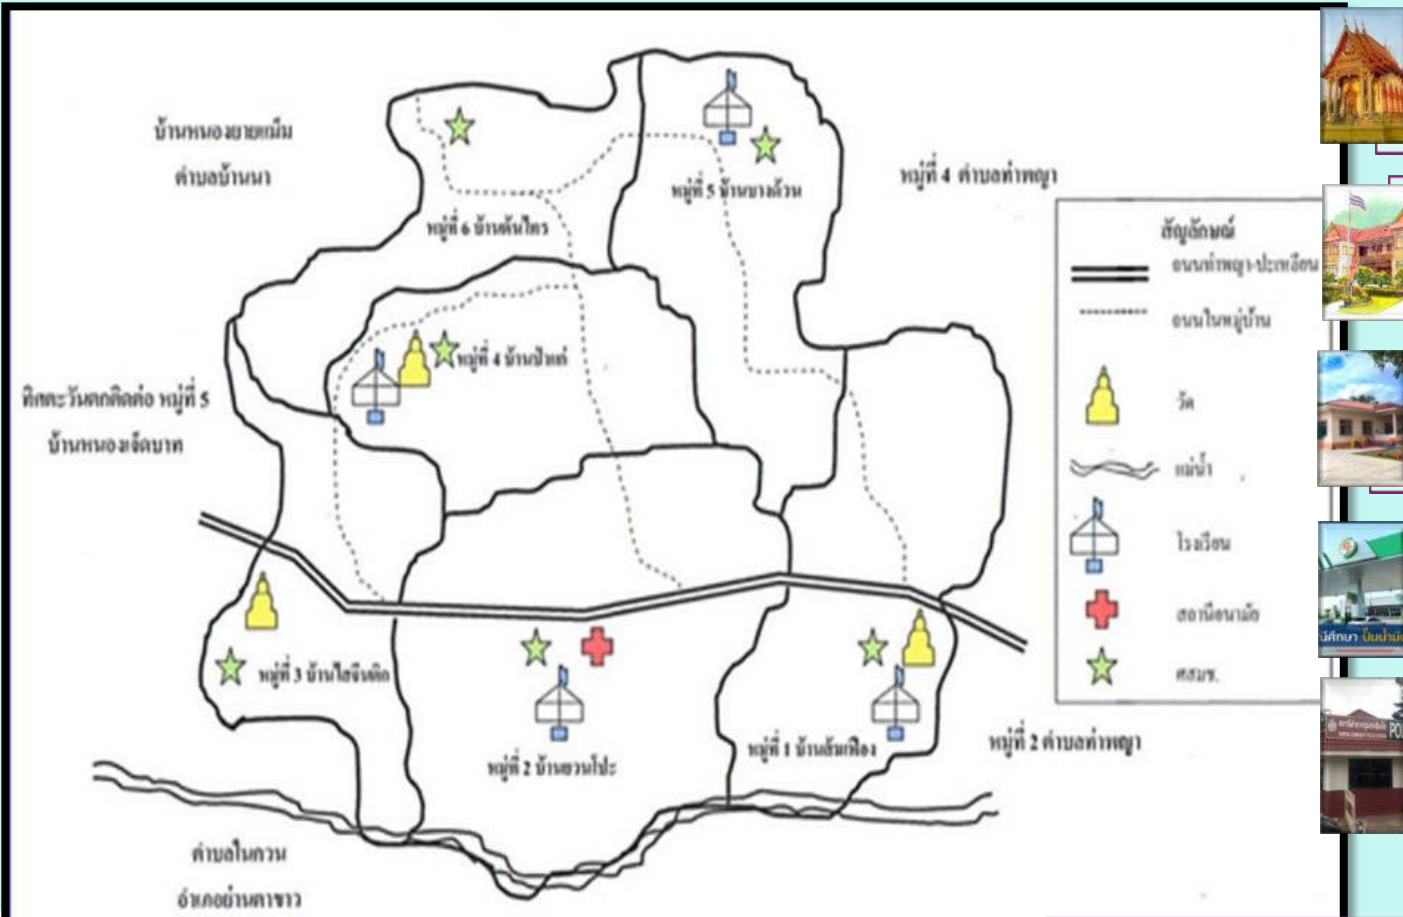 บ้านหนองยายแม็ม
ตำบลบ้านนา
หมู่ที่ 5 บ้านบางด้วน
หมู่ที่ 4 ตำบลท่าพญา
หมู่ที่ 6 บ้านต้นไทร
สัญลักษณ์
ถนนท่าพญา-ปะเหลียน
ถนนในหมู่บ้าน
หมู่ที่ 4 บ้านป่าแก่
ทิศตะวันตกติดต่อ หมู่ที่ 5
บ้านหนองเจ็ดบาท
วัด
แม่น้ำ
โรงเรียน
สถานีอนามัย
ศสมช.
หมู่ที่ 3 บ้านไสจีนดิก
หมู่ที่ 2 บ้านยวนโปะ
หมู่ที่ 1 บ้านส้มเฟือง
หมู่ที่ 2 ตำบลท่าพญา
ตำบลในควน
อำเภอย่านตาขาว